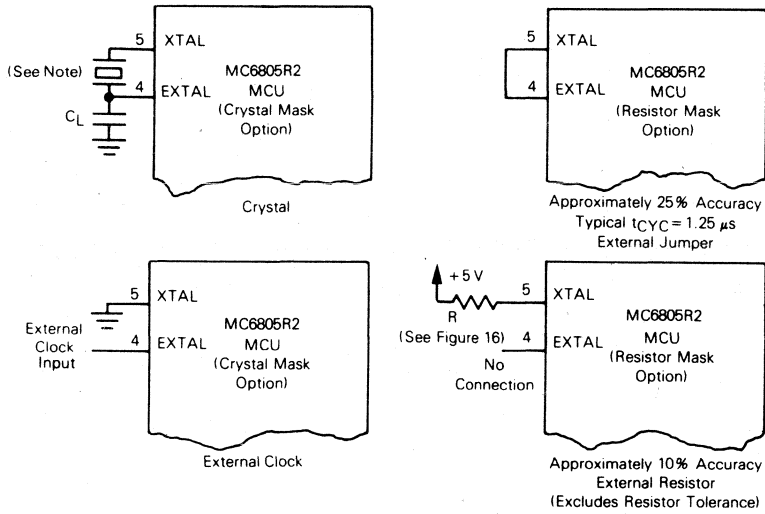 5 XTAL
(See Note)
4 EXTAL
CL
MC6805R2
MCU
(Crystal Mask
Option)
Crystal
5 XTAL
4 EXTAL
MC6805R2
MCU
(Resistor Mask
Option)
Approximately 25% Accuracy
Typical tCYC = 1.25 μs
External Jumper
5 XTAL
External
Clock
Input
4 EXTAL
MC6805R2
MCU
(Crystal Mask
Option)
External Clock
+5 V
R
(See Figure 16)
5 XTAL
4 EXTAL
No
Connection
MC6805R2
MCU
(Resistor Mask
Option)
Approximately 10% Accuracy
External Resistor
(Excludes Resistor Tolerance)